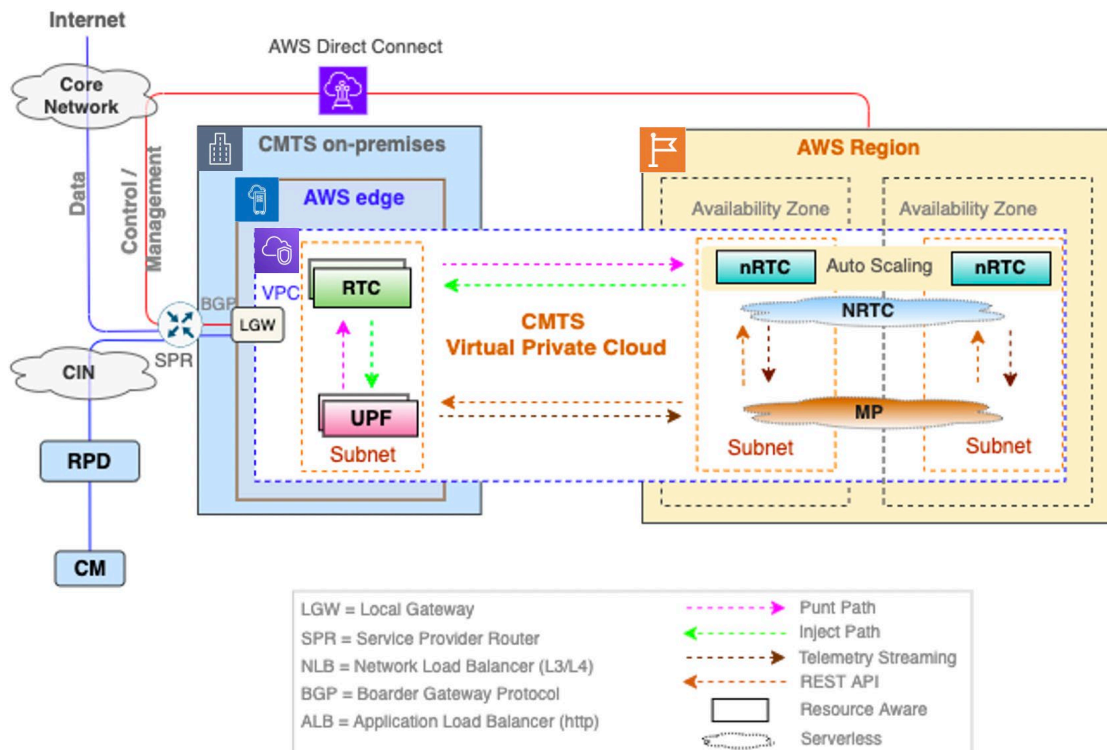 Internet
AWS Direct Connect
Core
Network
Data
Control /
Management
CMTS on-premises
AWS Region
AWS edge
Availability Zone
Availability Zone
VPC
RTC
nRTC
Auto Scaling
nRTC
NRTC
BGP
LGW
SPR
CMTS
Virtual Private Cloud
CIN
UPF
MP
Subnet
Subnet
Subnet
RPD
CM
LGW = Local Gateway
SPR = Service Provider Router
NLB = Network Load Balancer (L3/L4)
BGP = Boarder Gateway Protocol
ALB = Application Load Balancer (http)
Punt Path
Inject Path
Telemetry Streaming
REST API
Resource Aware
Serverless